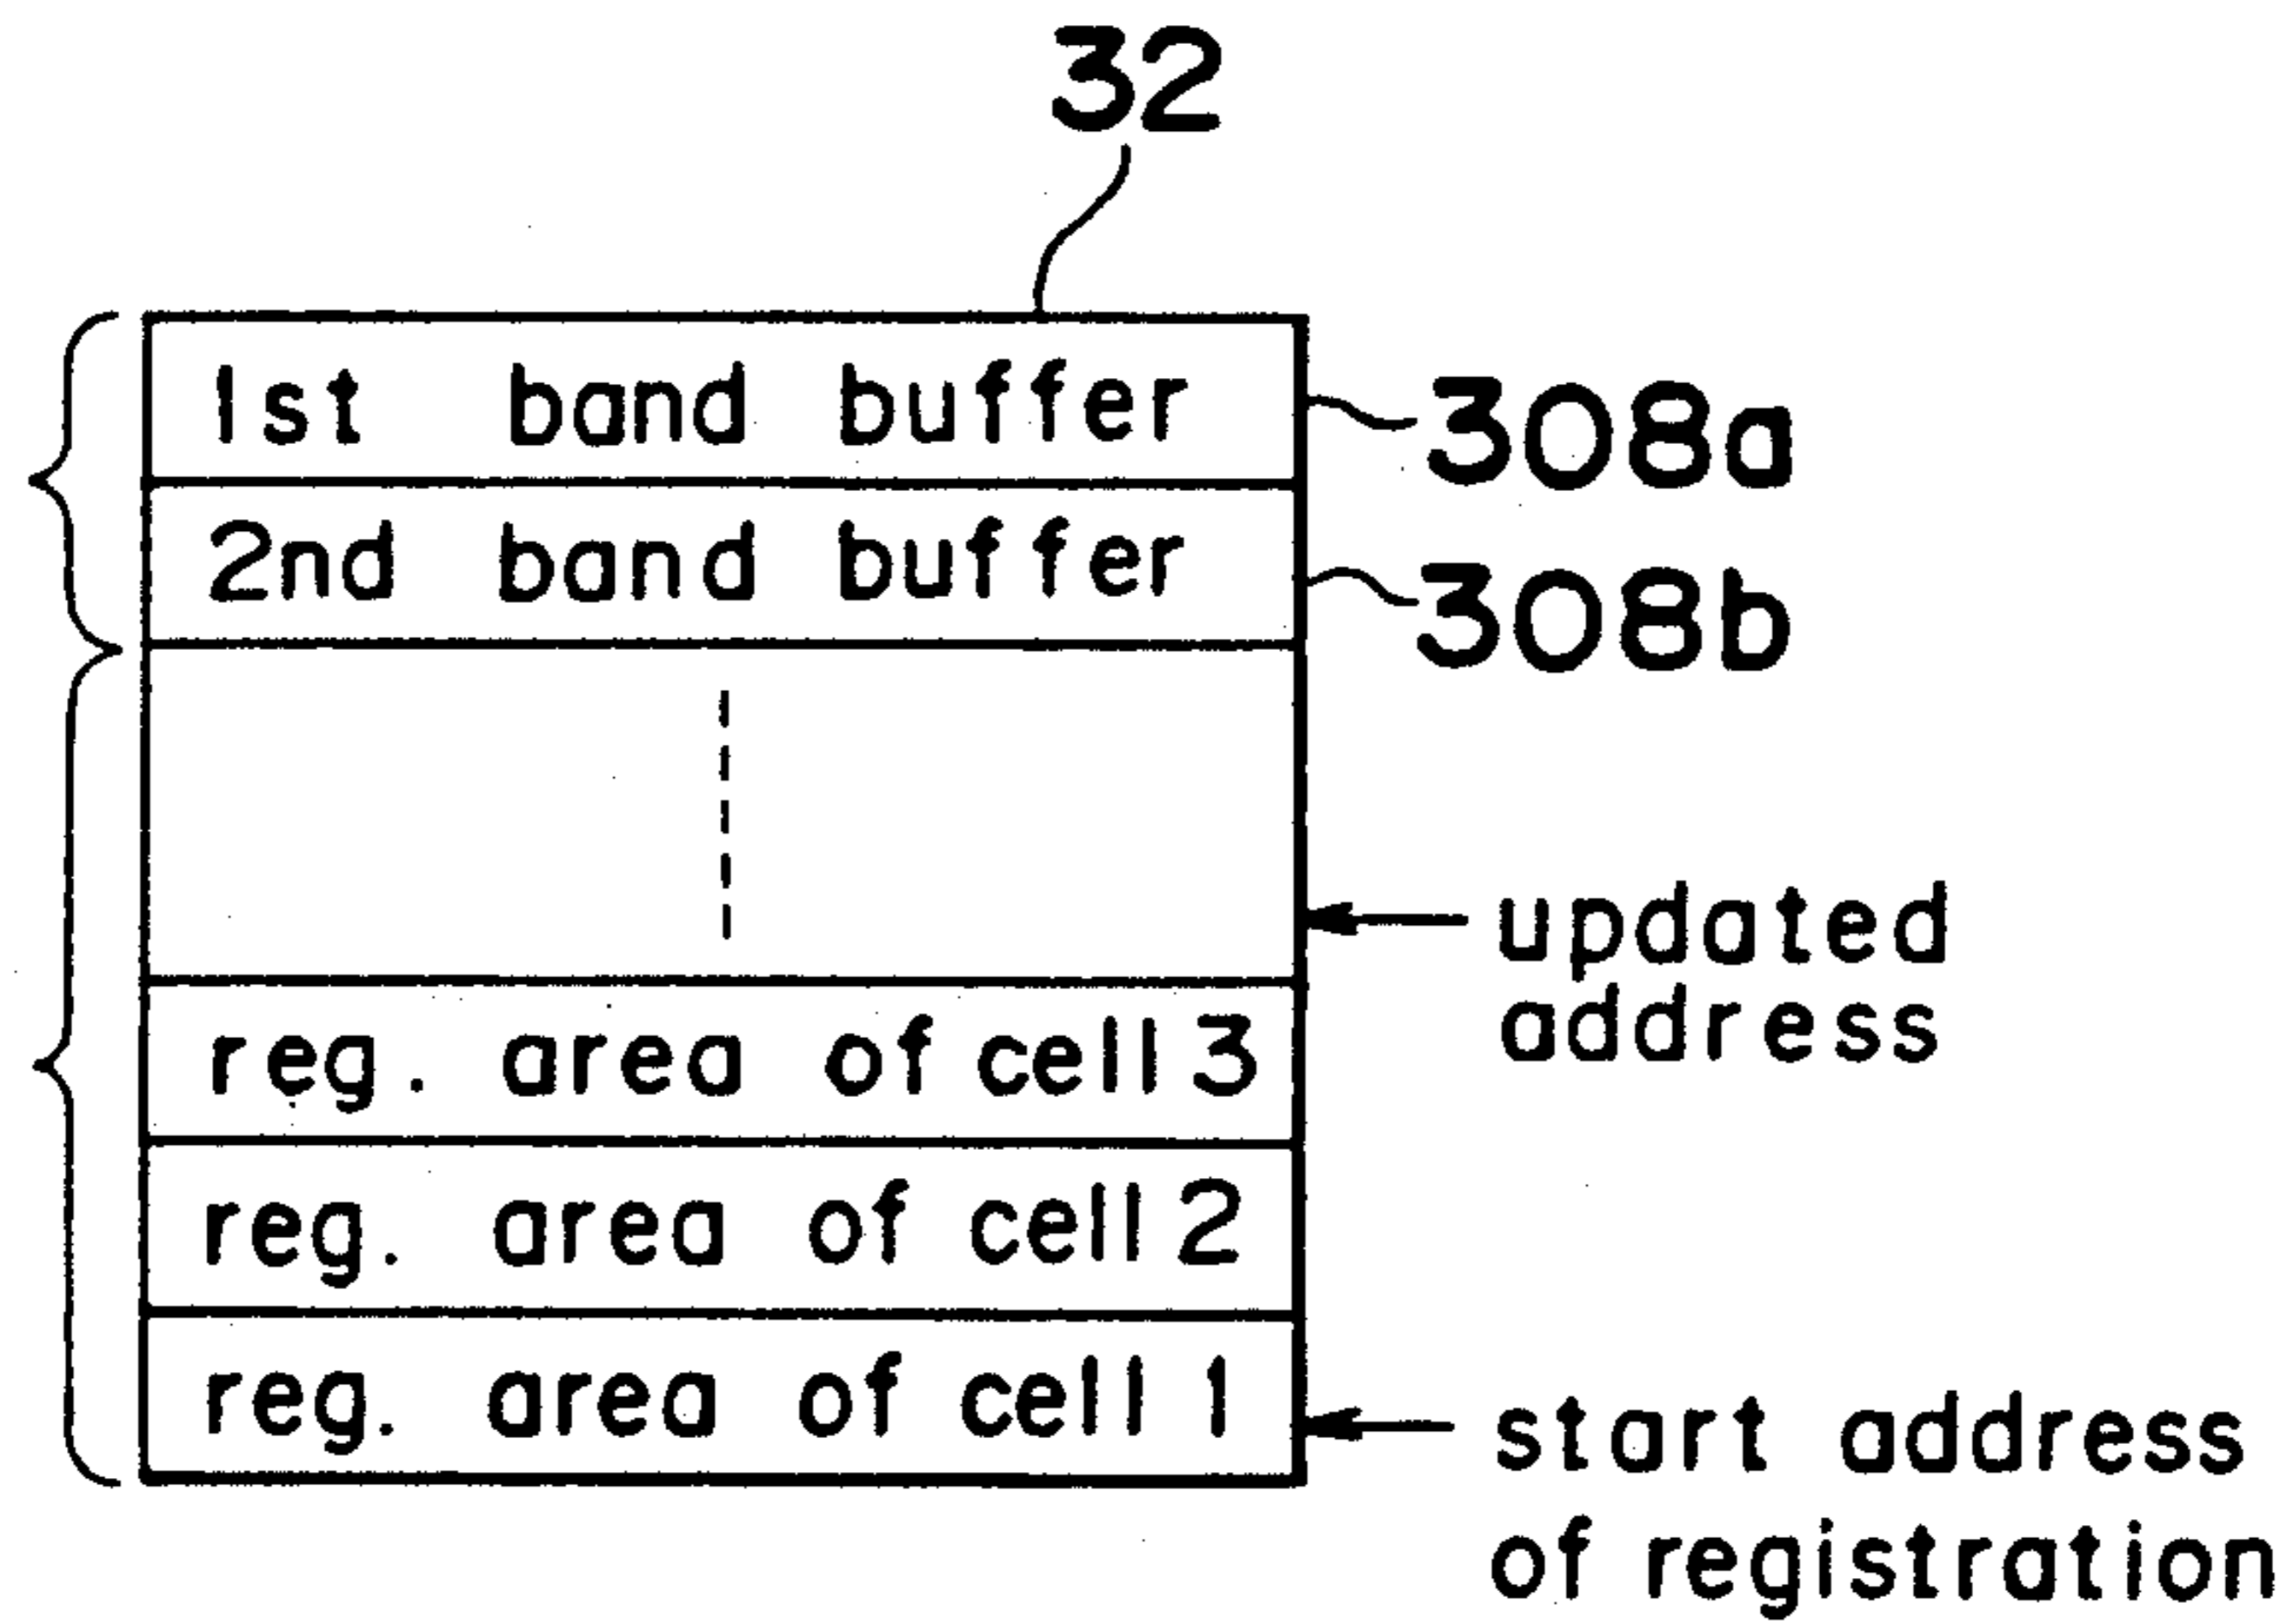 32
1st band buffer
308a
2nd band buffer
308b
updated
address
reg. area of cell 3
reg. area of cell 2
reg. area of cell 1
start address
of registration